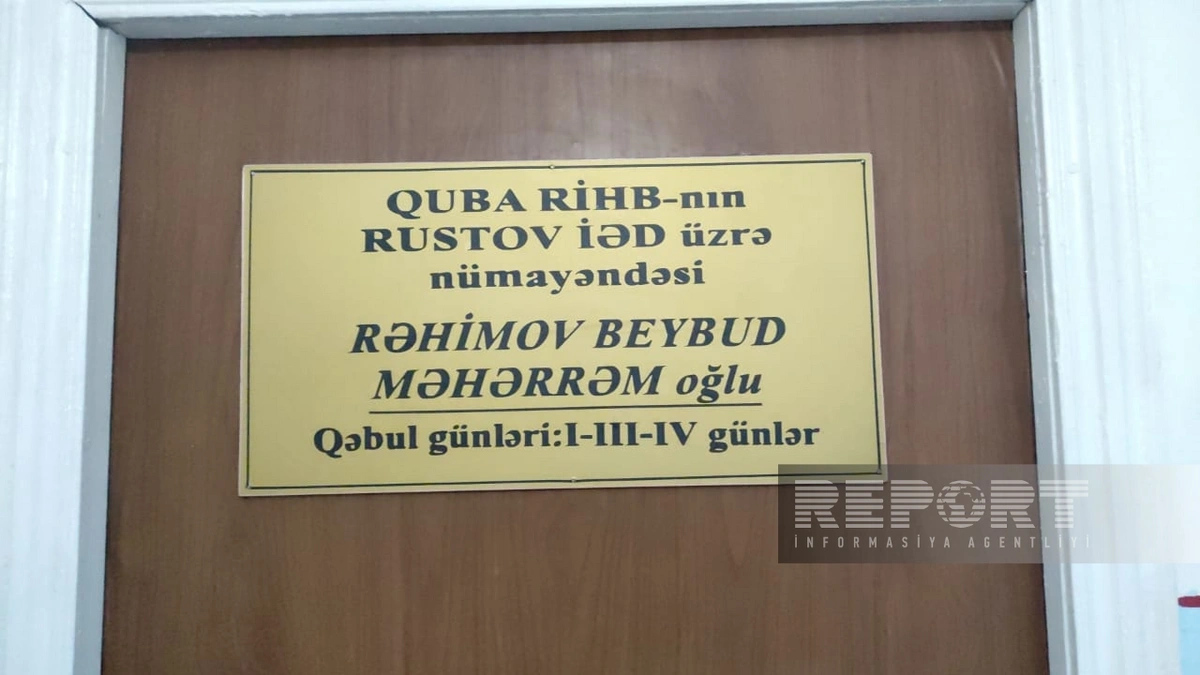 QUBA RİHB-nın
RUSTOV İƏD üzrə
nümayəndəsi
RƏHİMOV BEYBUD
MƏHƏRRƏM oğlu
Qəbul günləri:I-III-IV günlər
REPORT
İNFORMASİYA AGENTLİYİ